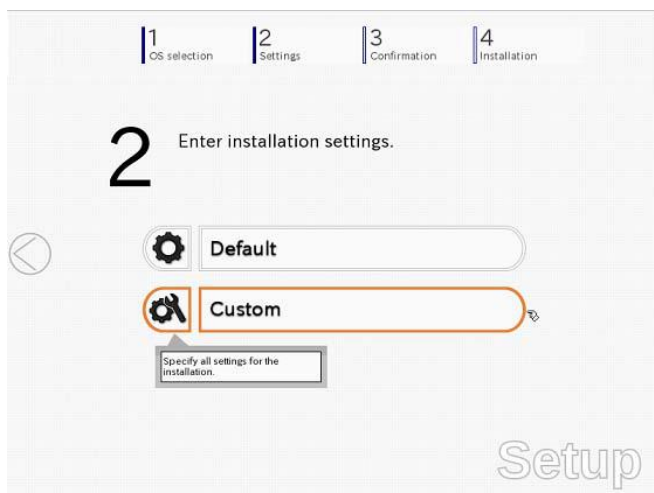 1
OS selection
2
Settings
3
Confirmation
4
Installation
2
Enter installation settings.
Default
Custom
Specify all settings for the
installation.
Setup